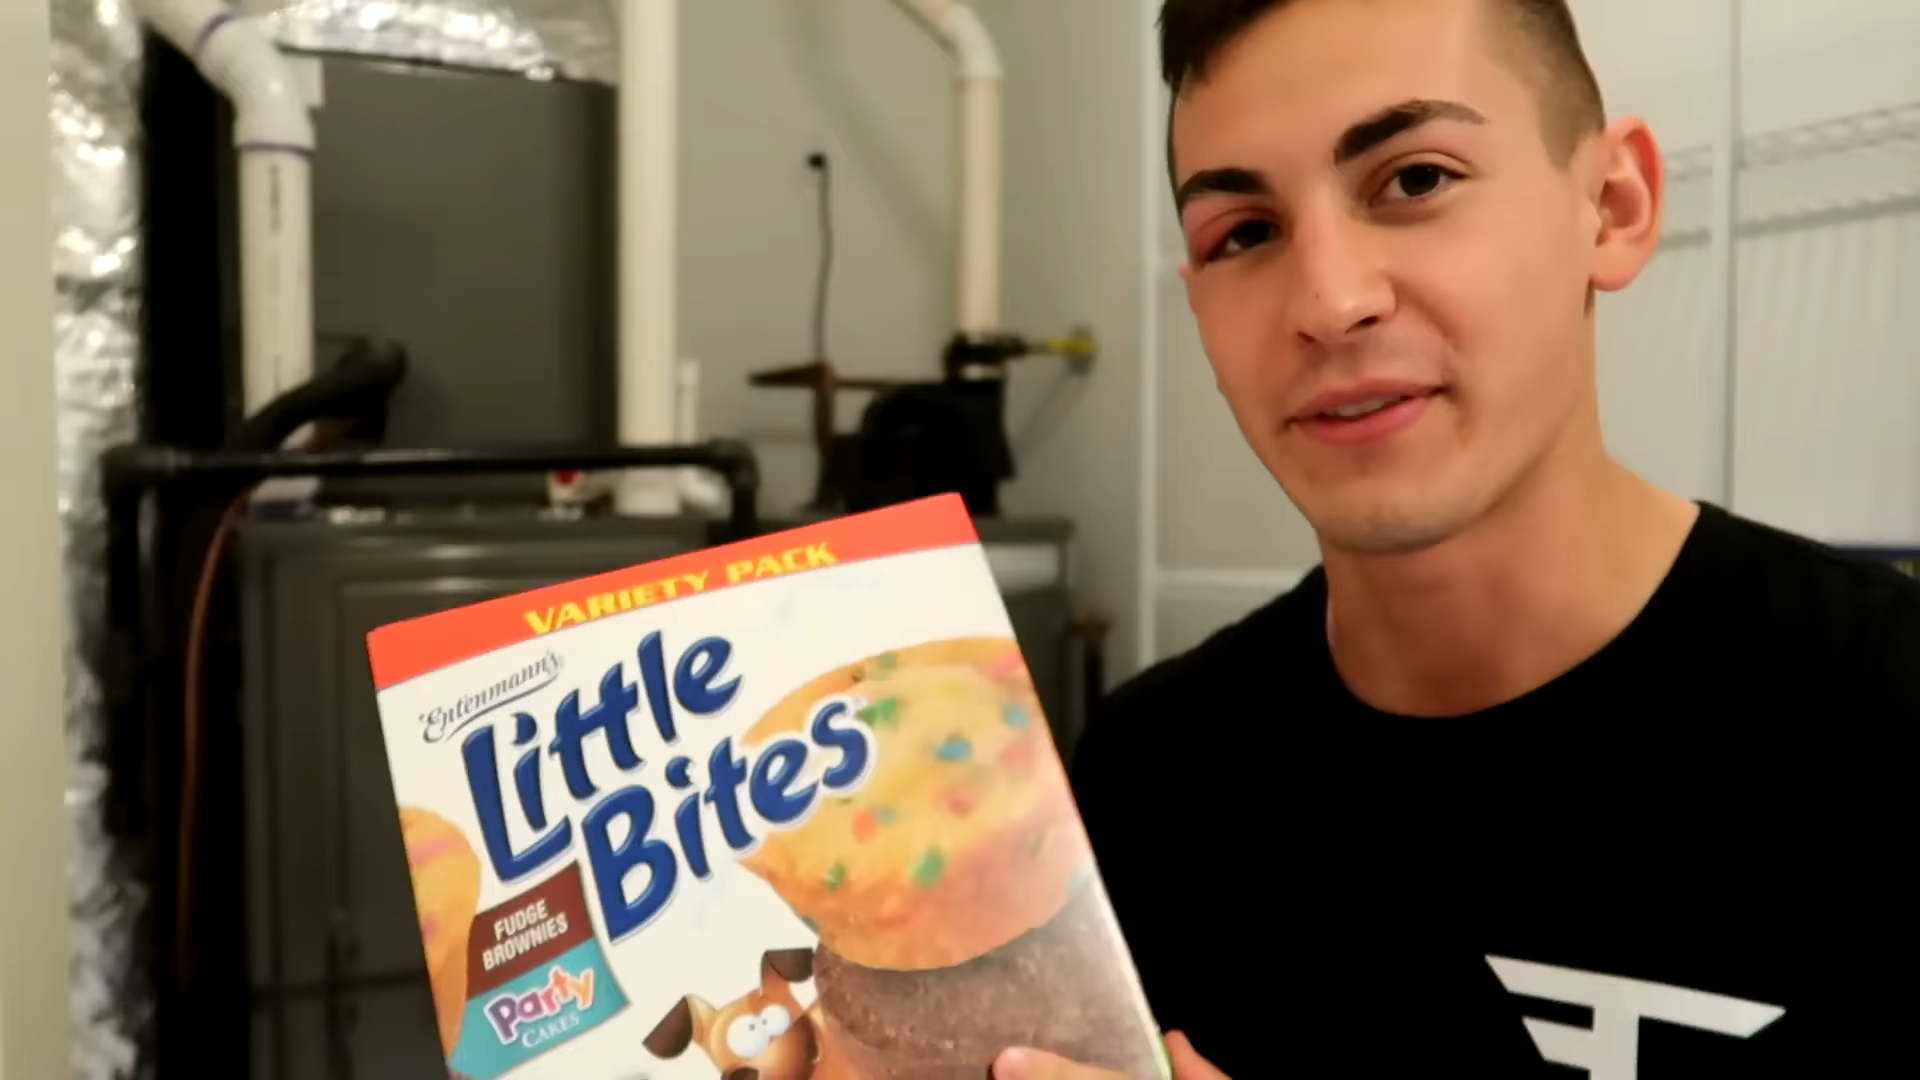 VARIETY PACK
Entenmann's
Little
Bites
FUDGE
BROWNIES
Party
CAKES